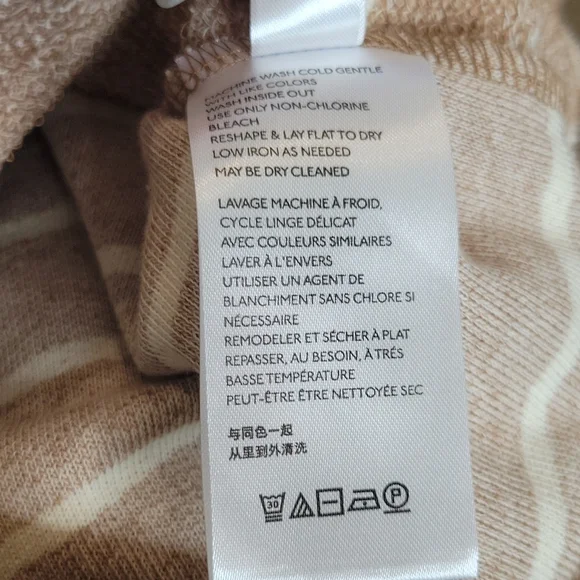 MACHINE WASH COLD GENTLE
WITH LIKE COLORS
WASH INSIDE OUT
USE ONLY NON-CHLORINE
BLEACH
RESHAPE & LAY FLAT TO DRY
LOW IRON AS NEEDED
MAY BE DRY CLEANED
LAVAGE MACHINE À FROID,
CYCLE LINGE DÉLICAT
AVEC COULEURS SIMILAIRES
LAVER À L'ENVERS
UTILISER UN AGENT DE
BLANCHIMENT SANS CHLORE SI
NÉCESSAIRE
REMODELER ET SÉCHER À PLAT
REPASSER, AU BESOIN, À TRÉS
BASSE TEMPÉRATURE
PEUT-ÊTRE ÊTRE NETTOYÉE SEC
与同色一起
从里到外清洗
30 P